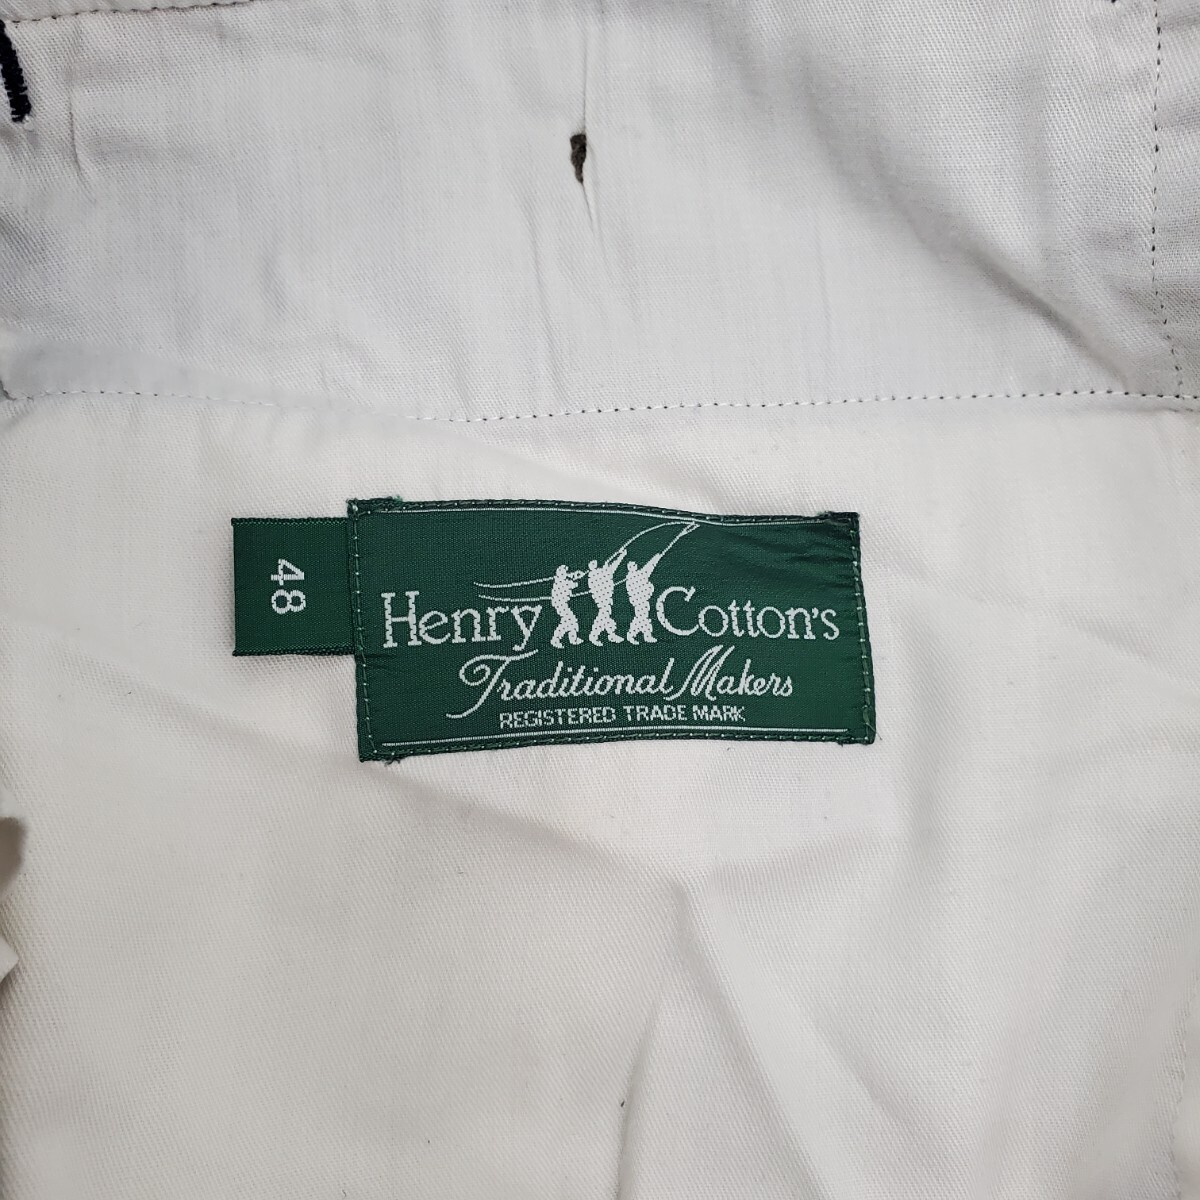 48
Henry Cotton's
Traditional Makers
REGISTERED TRADE MARK